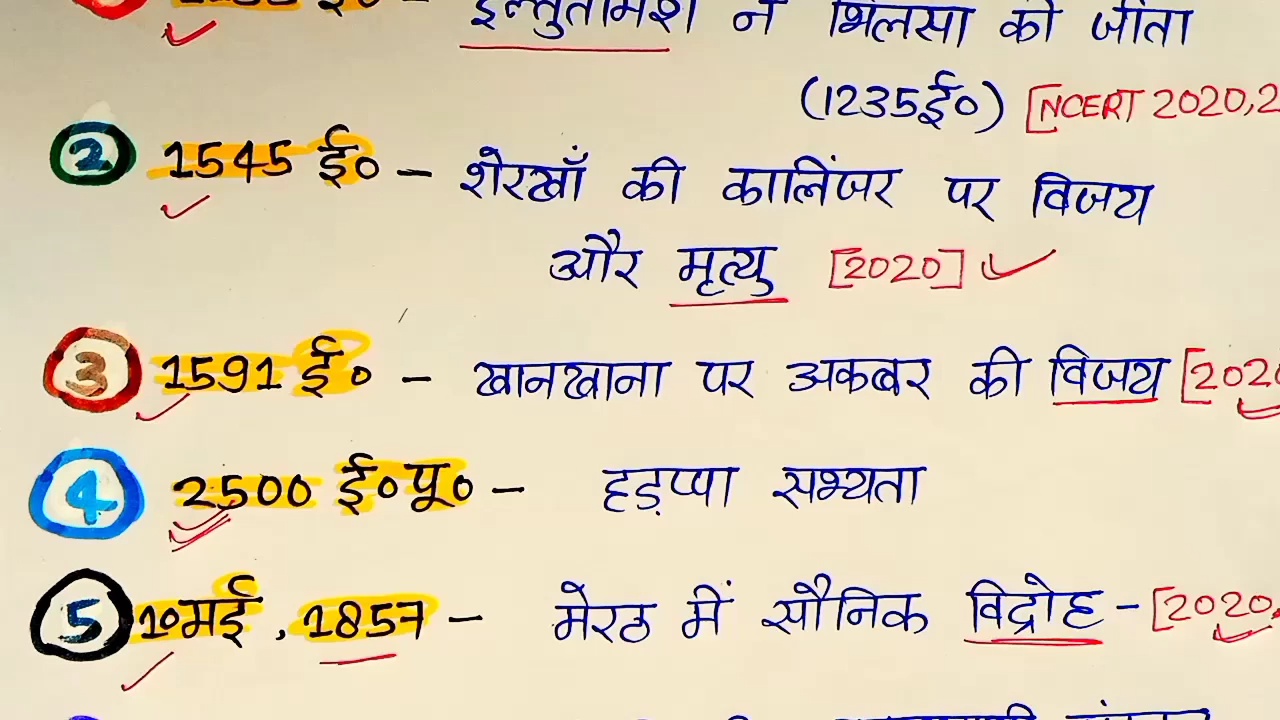 ई० – इल्तुतमिश ने भिलसा को जीता
(1235ई०) [NCERT 2020,2
2 1545 ई० – शेरखाँ की कालिंजर पर विजय
और मृत्यु [2020]
3 1591 ई० – खानखाना पर अकबर की विजय [202
4 2500 ई०पू० – हड़प्पा सभ्यता
5 10मई, 1857 – मेरठ में सौनिक विद्रोह – [2020,